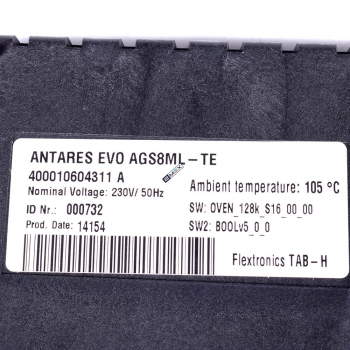 ANTARES EVO AGS8ML-TE
400010604311 A
Nominal Voltage: 230V/ 50Hz
Ambient temperature: 105 °C
ID Nr.: 000732
SW: OVEN_128k_S16_00_00
Prod. Date: 14154
SW2: BOOLv5_0_0
Flextronics TAB-H